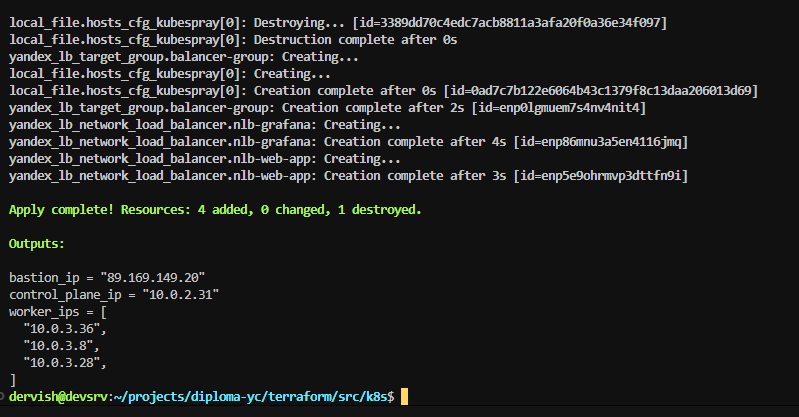 local_file.hosts_cfg_kubespray[0]: Destroying... [id=3389dd70c4edc7acb8811a3afa20f0a36e34f097]
local_file.hosts_cfg_kubespray[0]: Destruction complete after 0s
yandex_lb_target_group.balancer-group: Creating...
local_file.hosts_cfg_kubespray[0]: Creating...
local_file.hosts_cfg_kubespray[0]: Creation complete after 0s [id=0ad7c7b122e6064b43c1379f8c13daa206013d69]
yandex_lb_target_group.balancer-group: Creation complete after 2s [id=enp0lgmuem7s4nv4nit4]
yandex_lb_network_load_balancer.nlb-grafana: Creating...
yandex_lb_network_load_balancer.nlb-grafana: Creation complete after 4s [id=enp86mnu3a5en4116jmq]
yandex_lb_network_load_balancer.nlb-web-app: Creating...
yandex_lb_network_load_balancer.nlb-web-app: Creation complete after 3s [id=enp5e9ohrmvp3dttfn9i]
Apply complete! Resources: 4 added, 0 changed, 1 destroyed.
Outputs:
bastion_ip = "89.169.149.20"
control_plane_ip = "10.0.2.31"
worker_ips = [
"10.0.3.36",
"10.0.3.8",
"10.0.3.28",
]
dervish@devsrv:~/projects/diploma-yc/terraform/src/k8s$